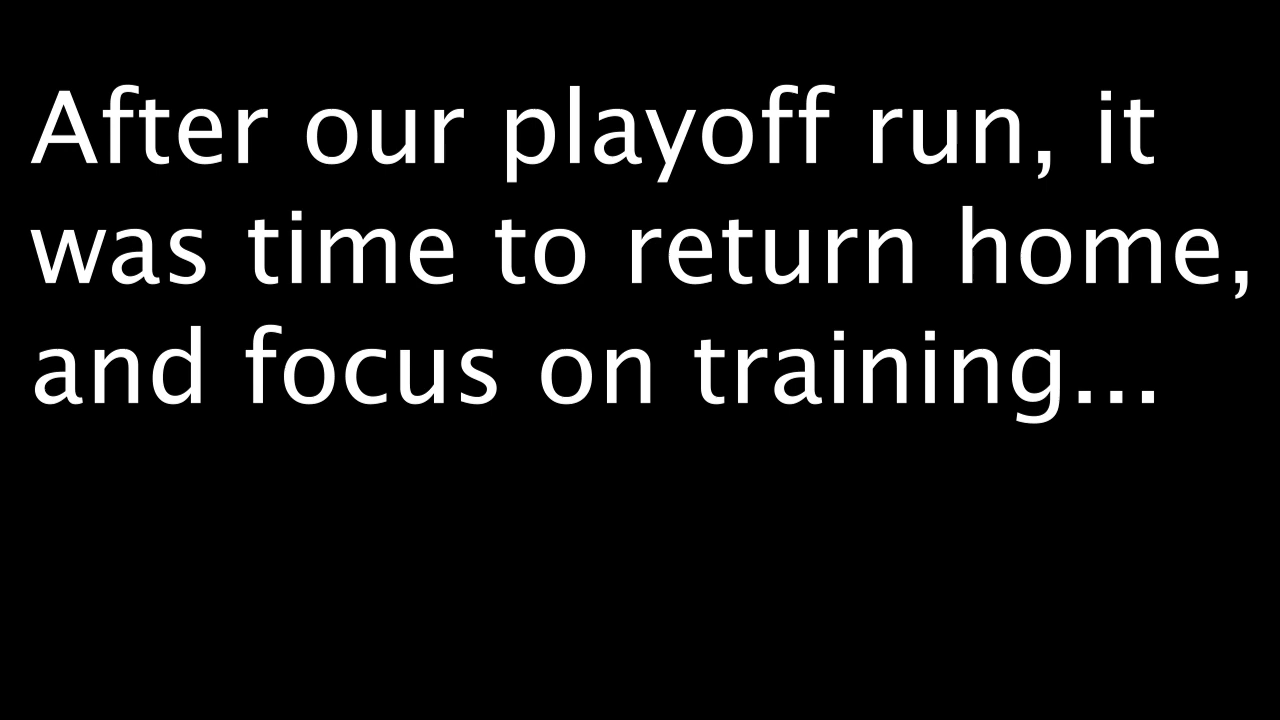 After our playoff run, it
was time to return home,
and focus on training...